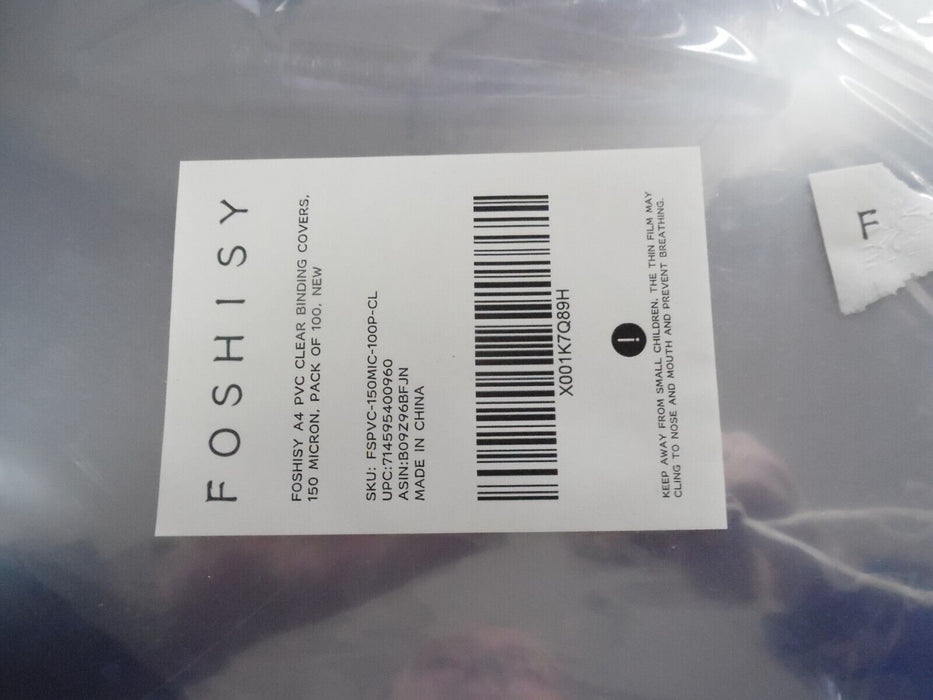 FOSHISY
FOSHISY A4 PVC CLEAR BINDING COVERS,
150 MICRON, PACK OF 100, NEW
SKU: FSPVC-150MIC-100P-CL
UPC:714595400960
ASIN:B09Z96BFJN
MADE IN CHINA
X001K7Q89H
!
KEEP AWAY FROM SMALL CHILDREN. THE THIN FILM MAY
CLING TO NOSE AND MOUTH AND PREVENT BREATHING.
F